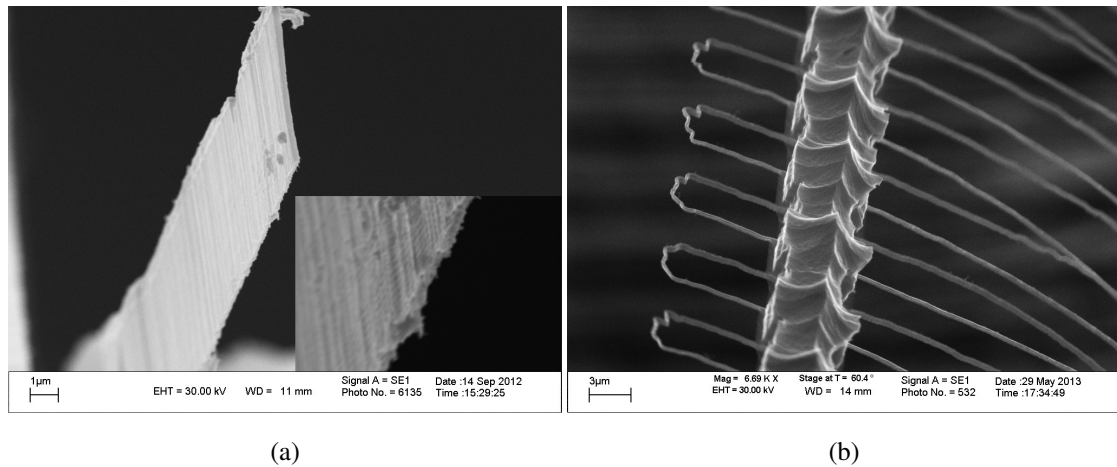 1µm
EHT = 30.00 kV WD = 11 mm
Signal A = SE1 Date :14 Sep 2012
Photo No. = 6135 Time :15:29:25
3µm
Mag = 6.69 K X Stage at T = 60.4 °
EHT = 30.00 kV WD = 14 mm
Signal A = SE1 Date :29 May 2013
Photo No. = 532 Time :17:34:49
(a) (b)